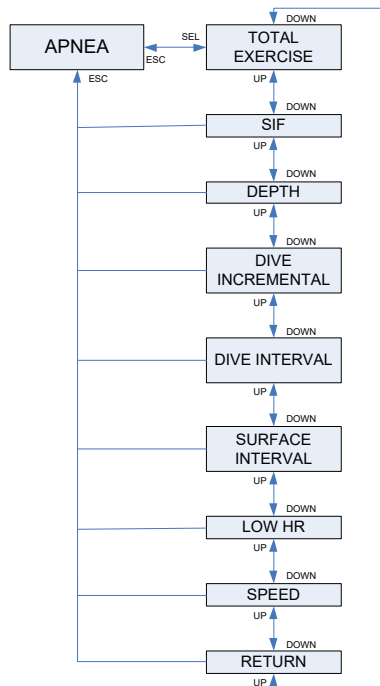 DOWN
APNEA
SEL
ESC
TOTAL
EXERCISE
ESC
UP
DOWN
SIF
UP
DOWN
DEPTH
UP
DOWN
DIVE
INCREMENTAL
UP
DOWN
DIVE INTERVAL
UP
DOWN
SURFACE
INTERVAL
UP
DOWN
LOW HR
UP
DOWN
SPEED
UP
DOWN
RETURN
UP